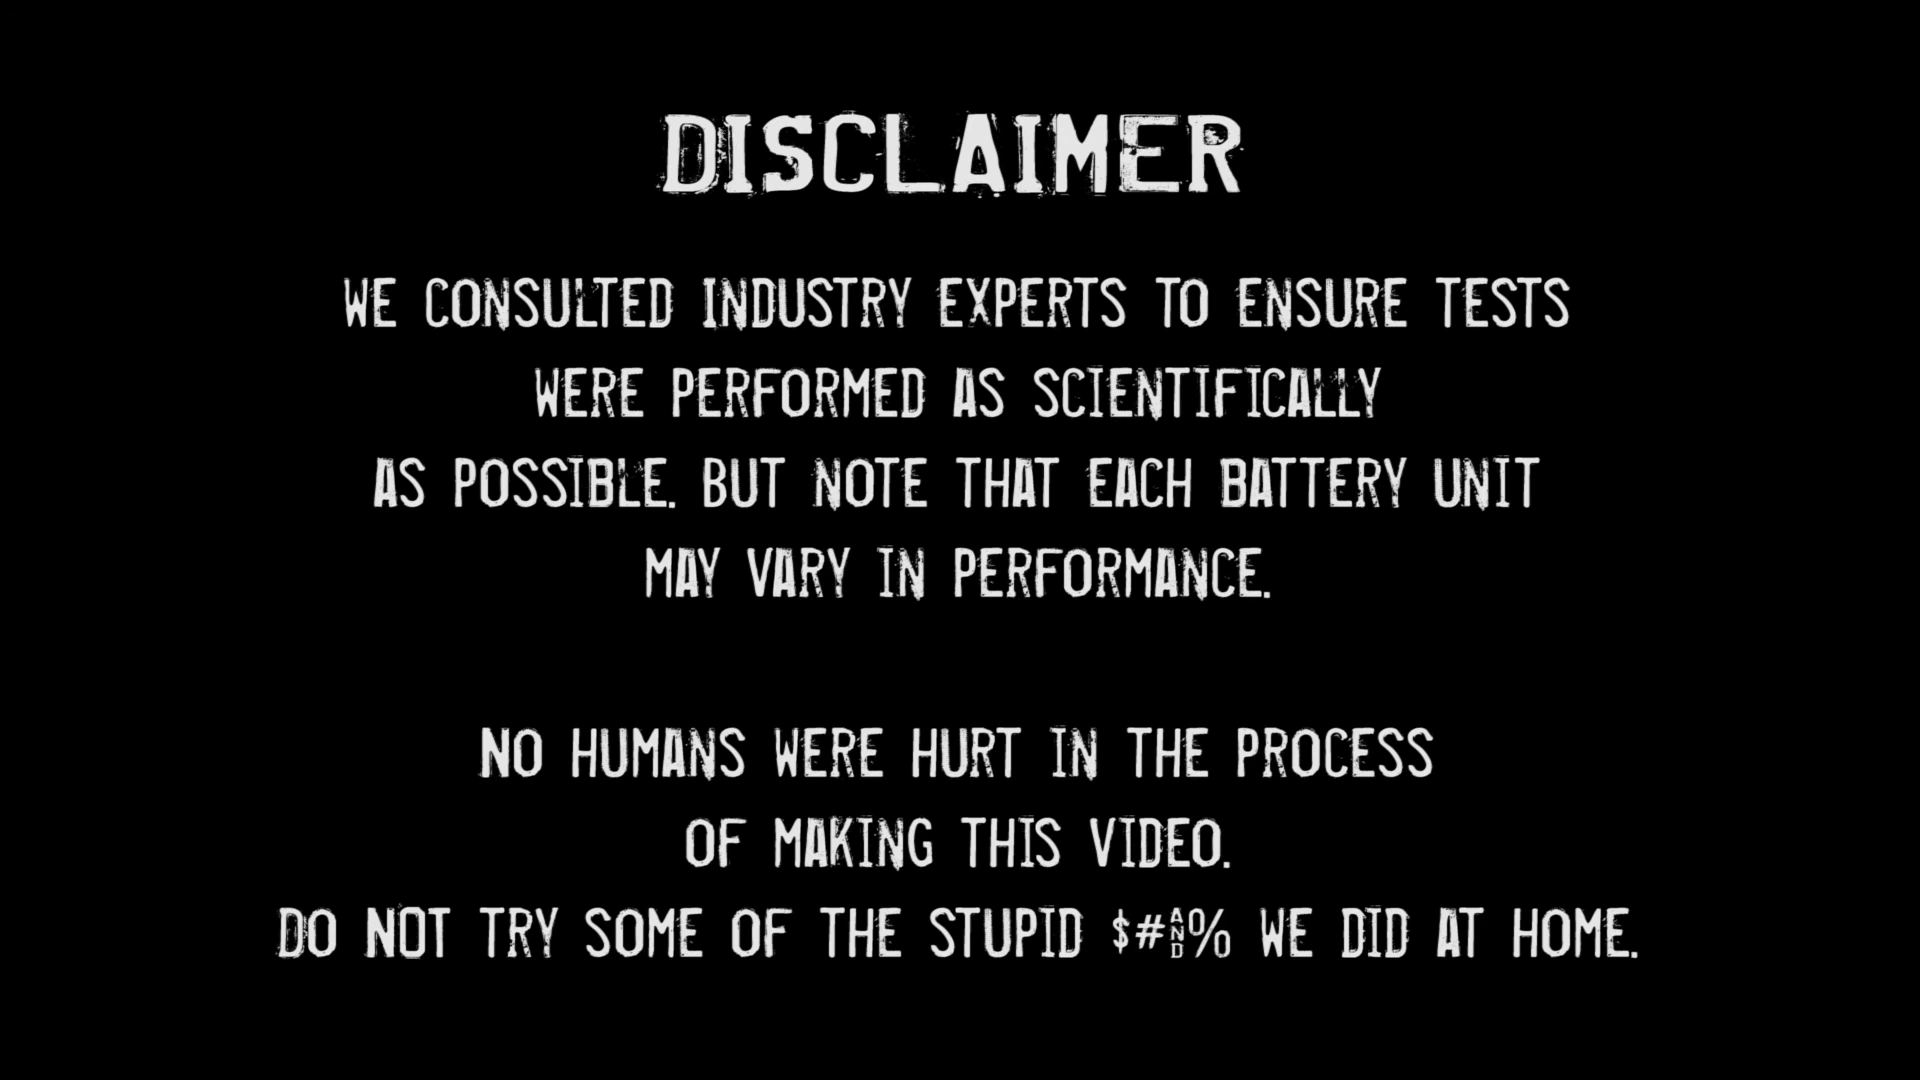 DISCLAIMER
WE CONSULTED INDUSTRY EXPERTS TO ENSURE TESTS
WERE PERFORMED AS SCIENTIFICALLY
AS POSSIBLE. BUT NOTE THAT EACH BATTERY UNIT
MAY VARY IN PERFORMANCE.
NO HUMANS WERE HURT IN THE PROCESS
OF MAKING THIS VIDEO.
DO NOT TRY SOME OF THE STUPID $#&% WE DID AT HOME.